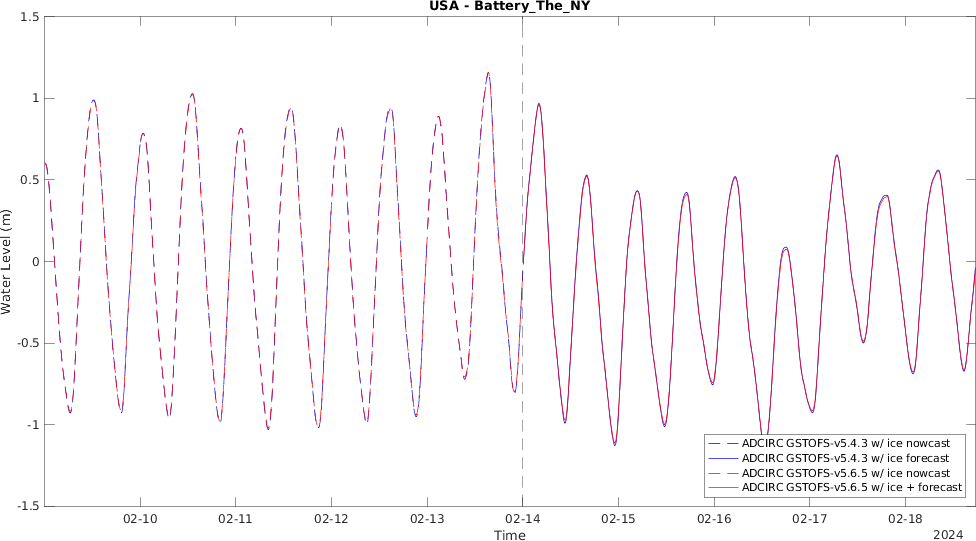 USA - Battery_The_NY
1.5
1
0.5
0
-0.5
-1
-1.5
Water Level (m)
02-10
02-11
02-12
02-13
02-14
02-15
02-16
02-17
02-18
Time
2024
ADCIRC GSTOFS-v5.4.3 w/ ice nowcast
ADCIRC GSTOFS-v5.4.3 w/ ice forecast
ADCIRC GSTOFS-v5.6.5 w/ ice nowcast
ADCIRC GSTOFS-v5.6.5 w/ ice + forecast